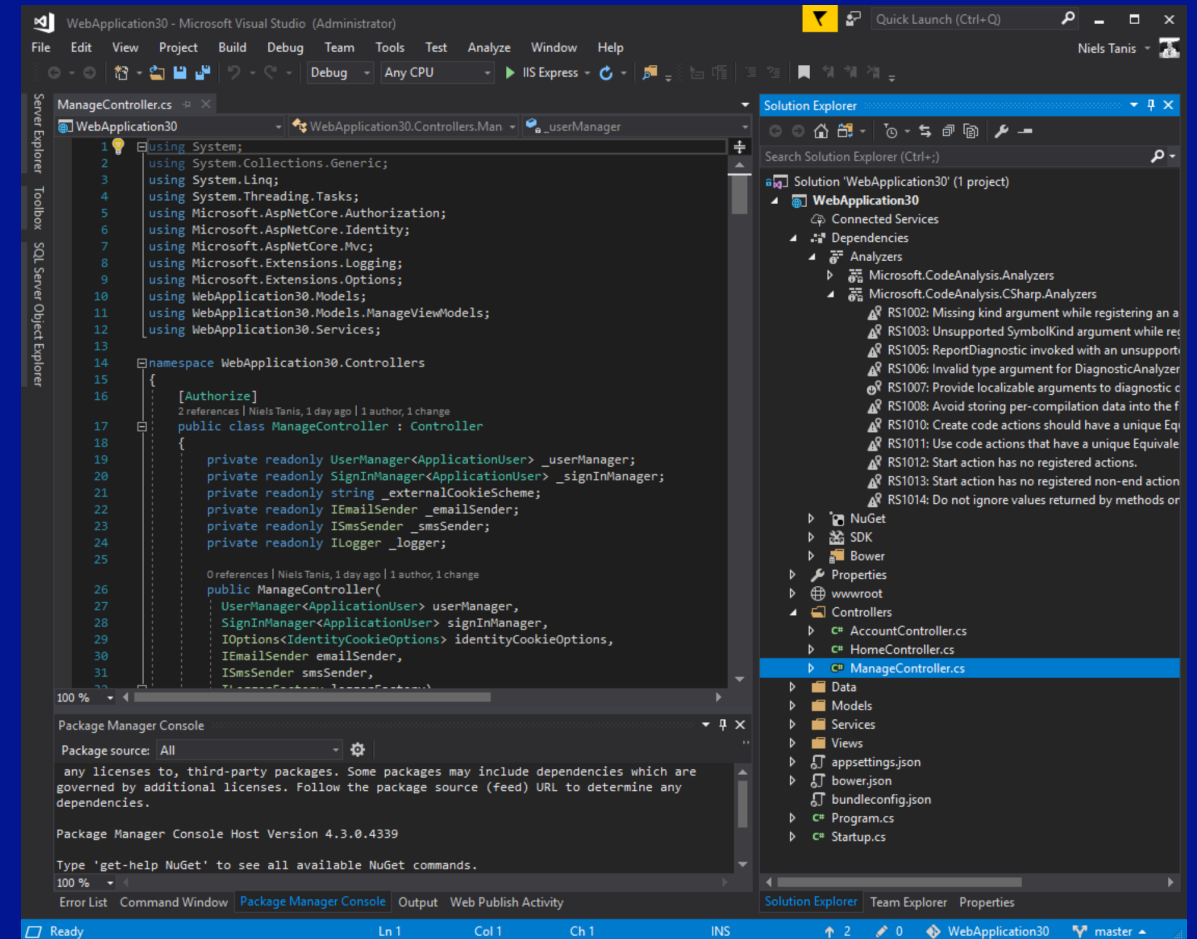 WebApplication30 - Microsoft Visual Studio (Administrator)
Quick Launch (Ctrl+Q)
File Edit View Project Build Debug Team Tools Test Analyze Window Help
Niels Tanis
Debug Any CPU IIS Express
Server Explorer
Toolbox
SQL Server Object Explorer
ManageController.cs
WebApplication30 WebApplication30.Controllers.Man _userManager
1 using System;
2 using System.Collections.Generic;
3 using System.Linq;
4 using System.Threading.Tasks;
5 using Microsoft.AspNetCore.Authorization;
6 using Microsoft.AspNetCore.Identity;
7 using Microsoft.AspNetCore.Mvc;
8 using Microsoft.Extensions.Logging;
9 using Microsoft.Extensions.Options;
10 using WebApplication30.Models;
11 using WebApplication30.Models.ManageViewModels;
12 using WebApplication30.Services;
13
14 namespace WebApplication30.Controllers
15 {
16 [Authorize]
2 references | Niels Tanis, 1 day ago | 1 author, 1 change
17 public class ManageController : Controller
18 {
19 private readonly UserManager<ApplicationUser> _userManager;
20 private readonly SignInManager<ApplicationUser> _signInManager;
21 private readonly string _externalCookieScheme;
22 private readonly IEmailSender _emailSender;
23 private readonly ISmsSender _smsSender;
24 private readonly ILogger _logger;
25
0 references | Niels Tanis, 1 day ago | 1 author, 1 change
26 public ManageController(
27 UserManager<ApplicationUser> userManager,
28 SignInManager<ApplicationUser> signInManager,
29 IOptions<IdentityCookieOptions> identityCookieOptions,
30 IEmailSender emailSender,
31 ISmsSender smsSender,
100 %
Package Manager Console
Package source: All
any licenses to, third-party packages. Some packages may include dependencies which are
governed by additional licenses. Follow the package source (feed) URL to determine any
dependencies.
Package Manager Console Host Version 4.3.0.4339
Type 'get-help NuGet' to see all available NuGet commands.
100 %
Error List Command Window Package Manager Console Output Web Publish Activity
Solution Explorer
Search Solution Explorer (Ctrl+;)
Solution 'WebApplication30' (1 project)
WebApplication30
Connected Services
Dependencies
Analyzers
Microsoft.CodeAnalysis.Analyzers
Microsoft.CodeAnalysis.CSharp.Analyzers
RS1002: Missing kind argument while registering an a
RS1003: Unsupported SymbolKind argument while reg
RS1005: ReportDiagnostic invoked with an unsupporte
RS1006: Invalid type argument for DiagnosticAnalyzer
RS1007: Provide localizable arguments to diagnostic c
RS1008: Avoid storing per-compilation data into the f
RS1010: Create code actions should have a unique Equ
RS1011: Use code actions that have a unique Equivale
RS1012: Start action has no registered actions.
RS1013: Start action has no registered non-end action
RS1014: Do not ignore values returned by methods or
NuGet
SDK
Bower
Properties
wwwroot
Controllers
C# AccountController.cs
C# HomeController.cs
C# ManageController.cs
Data
Models
Services
Views
appsettings.json
bower.json
bundleconfig.json
C# Program.cs
C# Startup.cs
Solution Explorer Team Explorer Properties
Ready Ln 1 Col 1 Ch 1 INS 2 0 WebApplication30 master